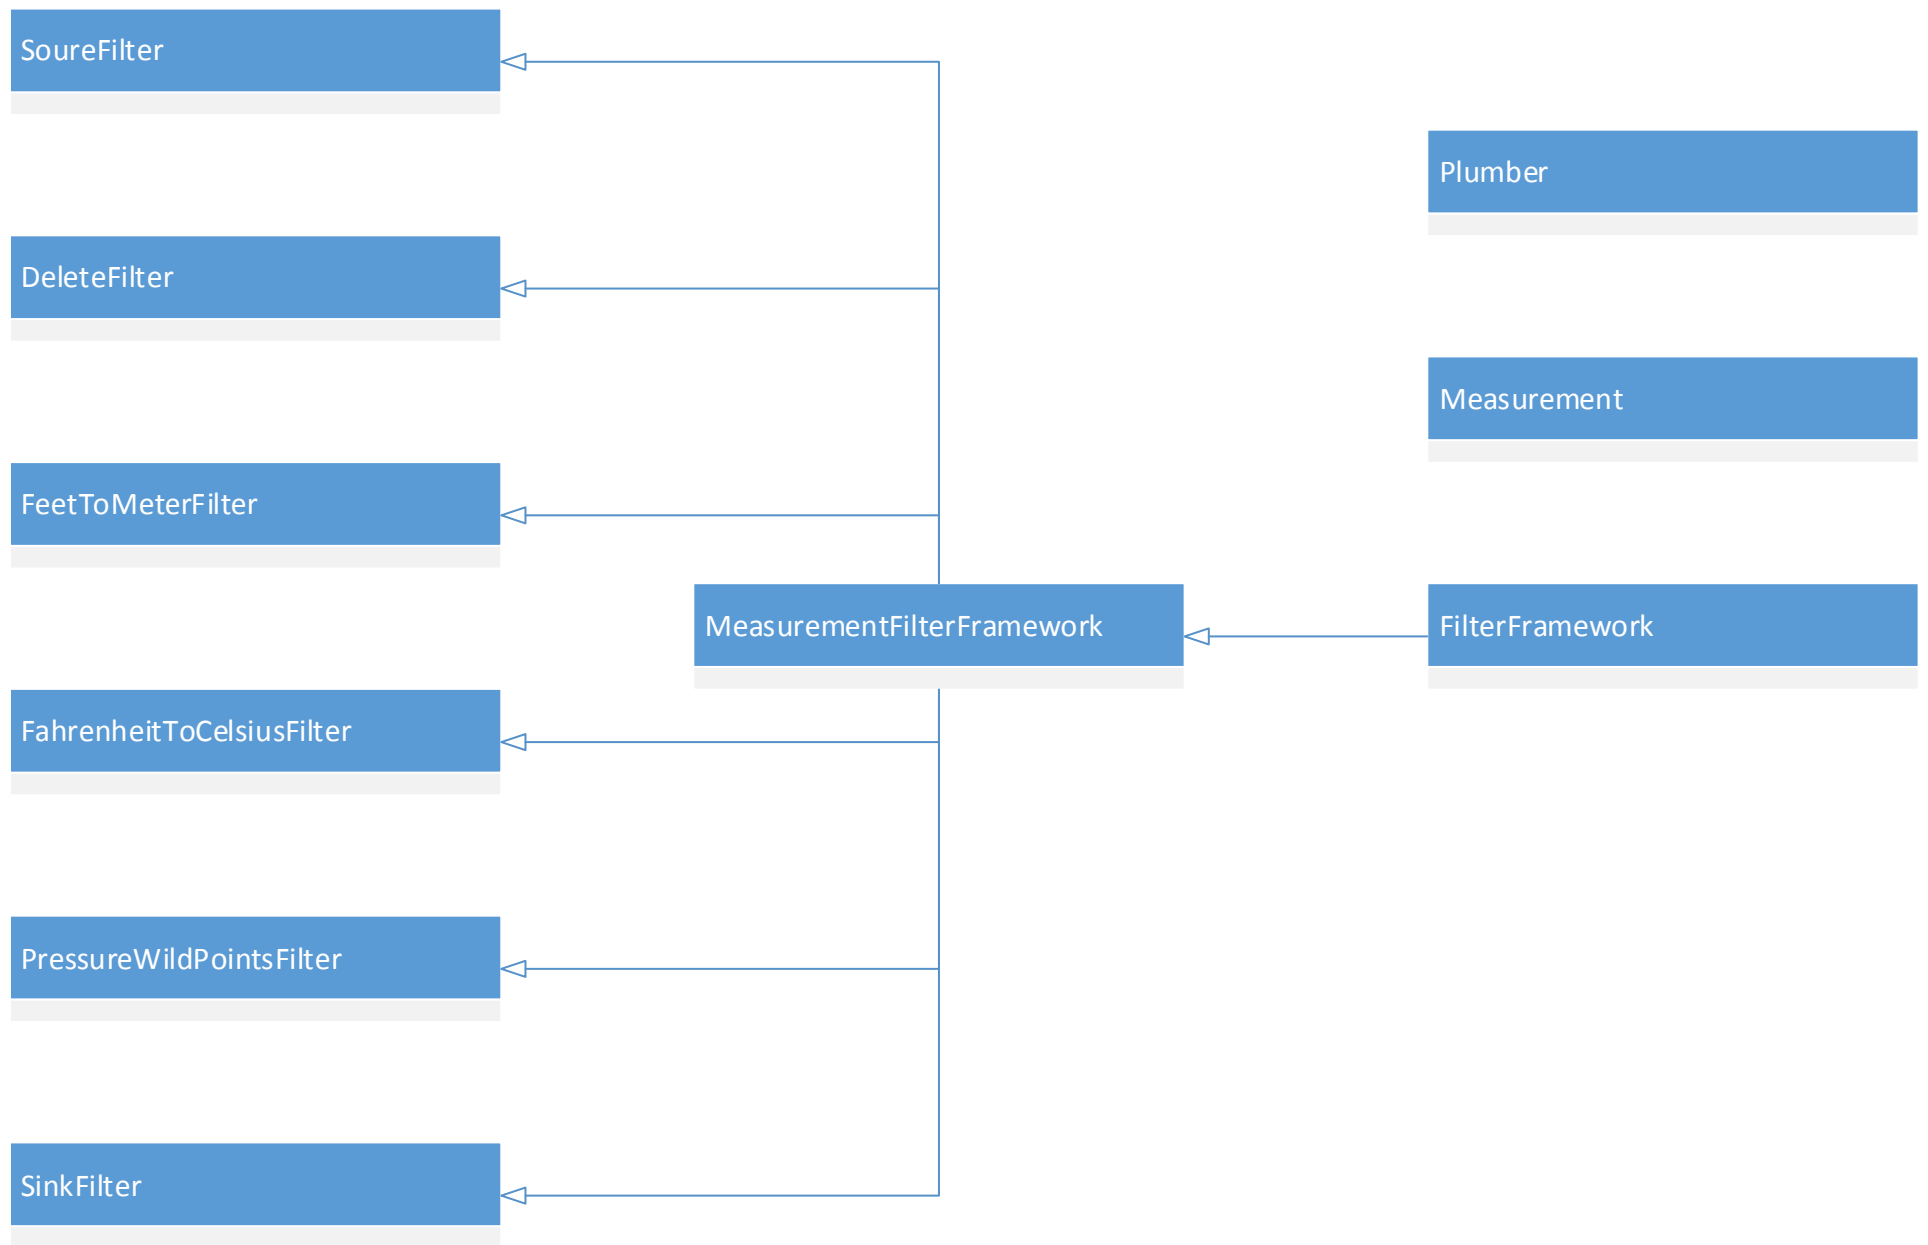 SoureFilter
Plumber
DeleteFilter
Measurement
FeetToMeterFilter
MeasurementFilterFramework
FilterFramework
FahrenheitToCelsiusFilter
PressureWildPointsFilter
SinkFilter